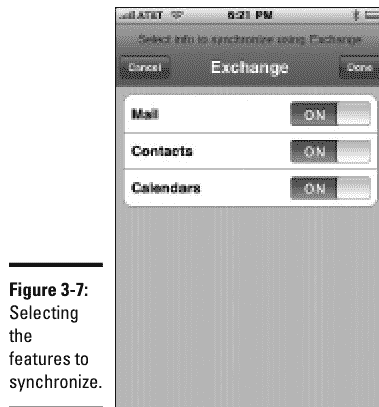 AT&T 6:21 PM
Select info to synchronize using Exchange
Cancel Exchange Done
Mail ON
Contacts ON
Calendars ON
Figure 3-7:
Selecting
the
features to
synchronize.